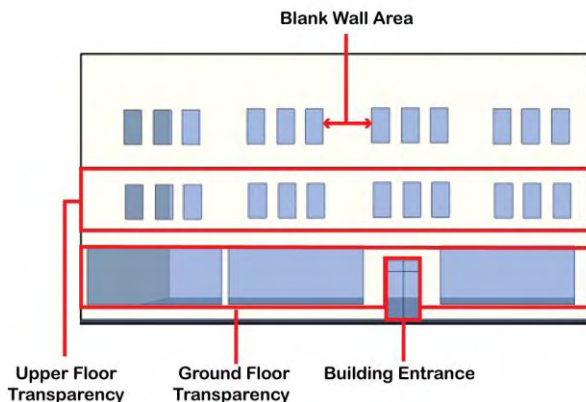 Blank Wall Area
Upper Floor
Transparency
Ground Floor
Transparency
Building Entrance